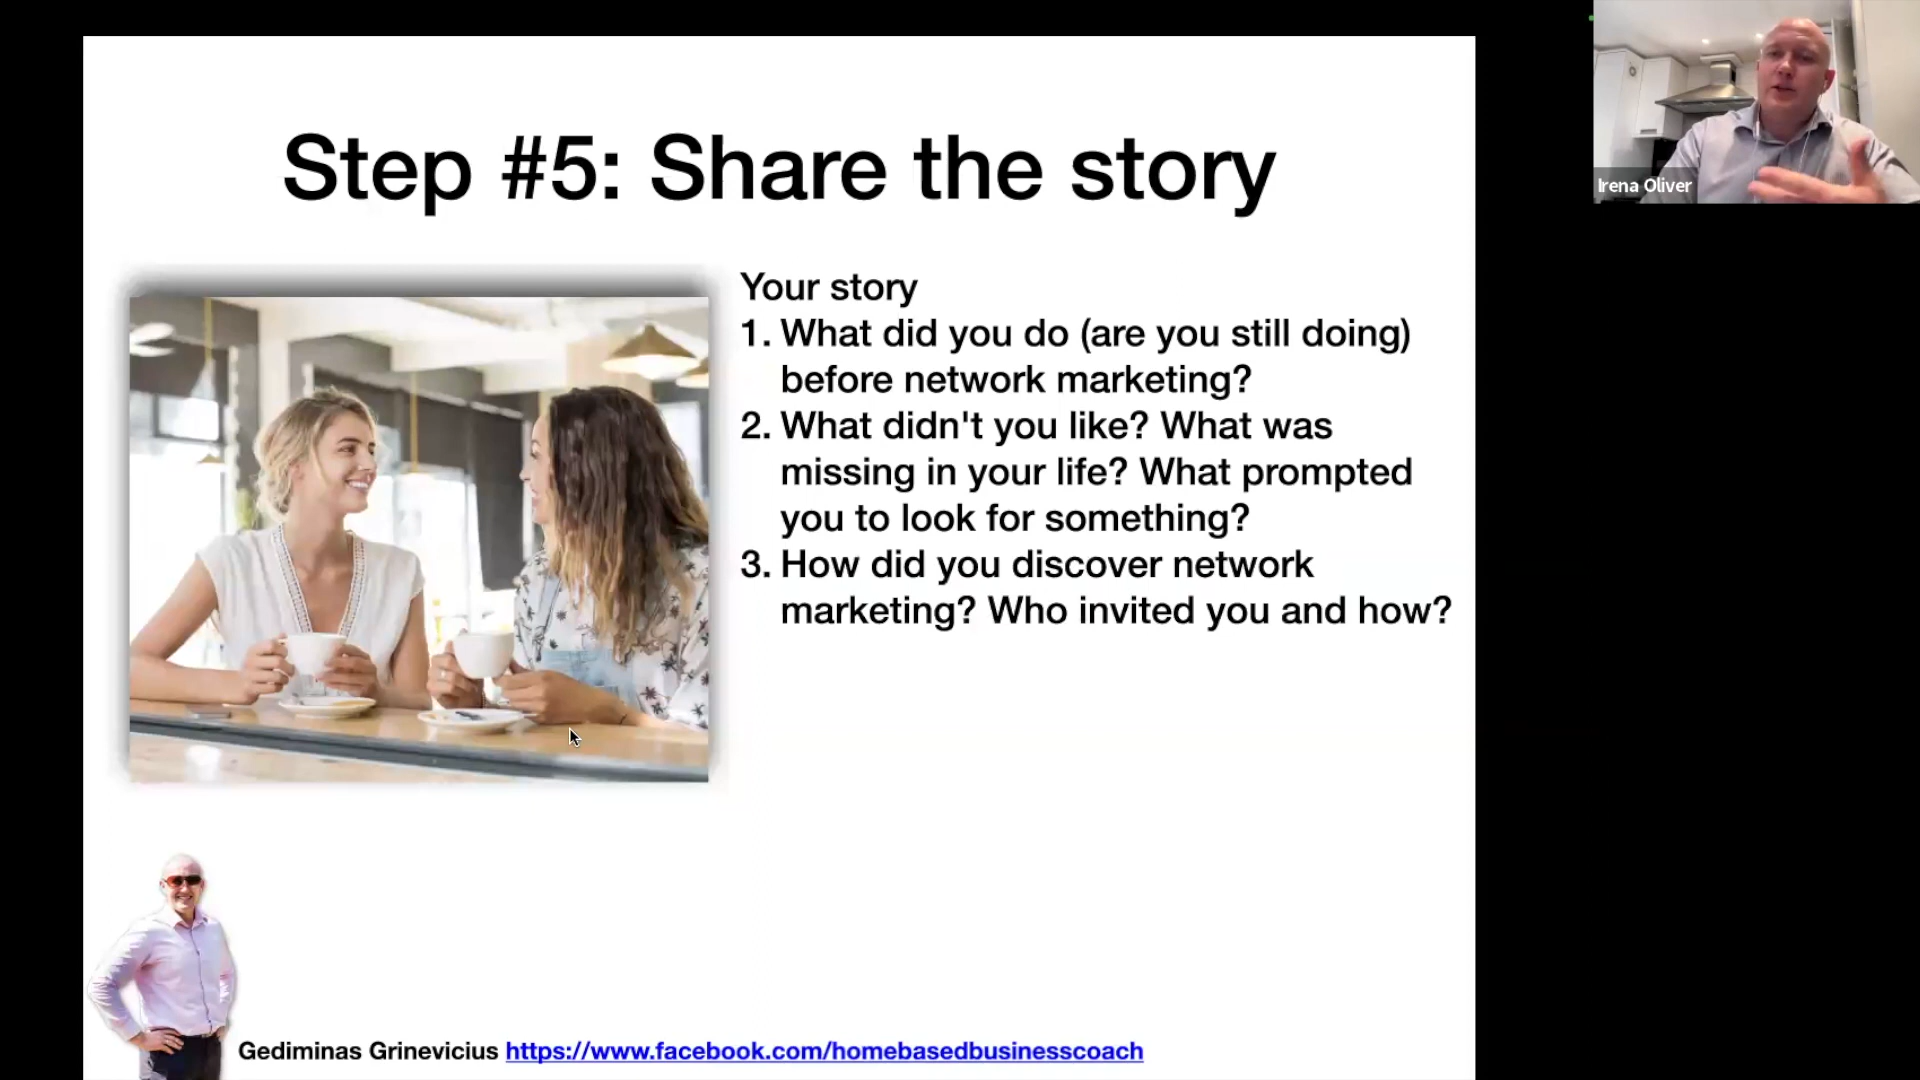 Step #5: Share the story
Your story
1. What did you do (are you still doing)
before network marketing?
2. What didn't you like? What was
missing in your life? What prompted
you to look for something?
3. How did you discover network
marketing? Who invited you and how?
Gediminas Grinevicius https://www.facebook.com/homebasedbusinesscoach
Irena Oliver